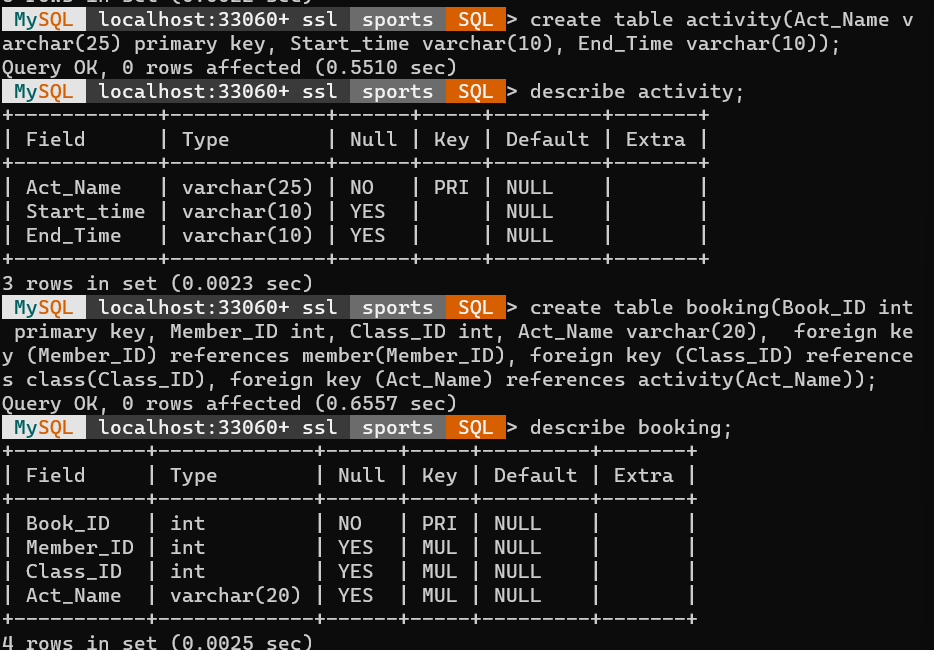 MySQL localhost:33060+ ssl sports SQL > create table activity(Act_Name v
archar(25) primary key, Start_time varchar(10), End_Time varchar(10));
Query OK, 0 rows affected (0.5510 sec)
MySQL localhost:33060+ ssl sports SQL > describe activity;
+------------+-------------+------+-----+---------+-------+
| Field      | Type        | Null | Key | Default | Extra |
+------------+-------------+------+-----+---------+-------+
| Act_Name   | varchar(25) | NO   | PRI | NULL    |       |
| Start_time | varchar(10) | YES  |     | NULL    |       |
| End_Time   | varchar(10) | YES  |     | NULL    |       |
+------------+-------------+------+-----+---------+-------+
3 rows in set (0.0023 sec)
MySQL localhost:33060+ ssl sports SQL > create table booking(Book_ID int
 primary key, Member_ID int, Class_ID int, Act_Name varchar(20),  foreign ke
y (Member_ID) references member(Member_ID), foreign key (Class_ID) reference
s class(Class_ID), foreign key (Act_Name) references activity(Act_Name));
Query OK, 0 rows affected (0.6557 sec)
MySQL localhost:33060+ ssl sports SQL > describe booking;
+-----------+-------------+------+-----+---------+-------+
| Field     | Type        | Null | Key | Default | Extra |
+-----------+-------------+------+-----+---------+-------+
| Book_ID   | int         | NO   | PRI | NULL    |       |
| Member_ID | int         | YES  | MUL | NULL    |       |
| Class_ID  | int         | YES  | MUL | NULL    |       |
| Act_Name  | varchar(20) | YES  | MUL | NULL    |       |
+-----------+-------------+------+-----+---------+-------+
4 rows in set (0.0025 sec)